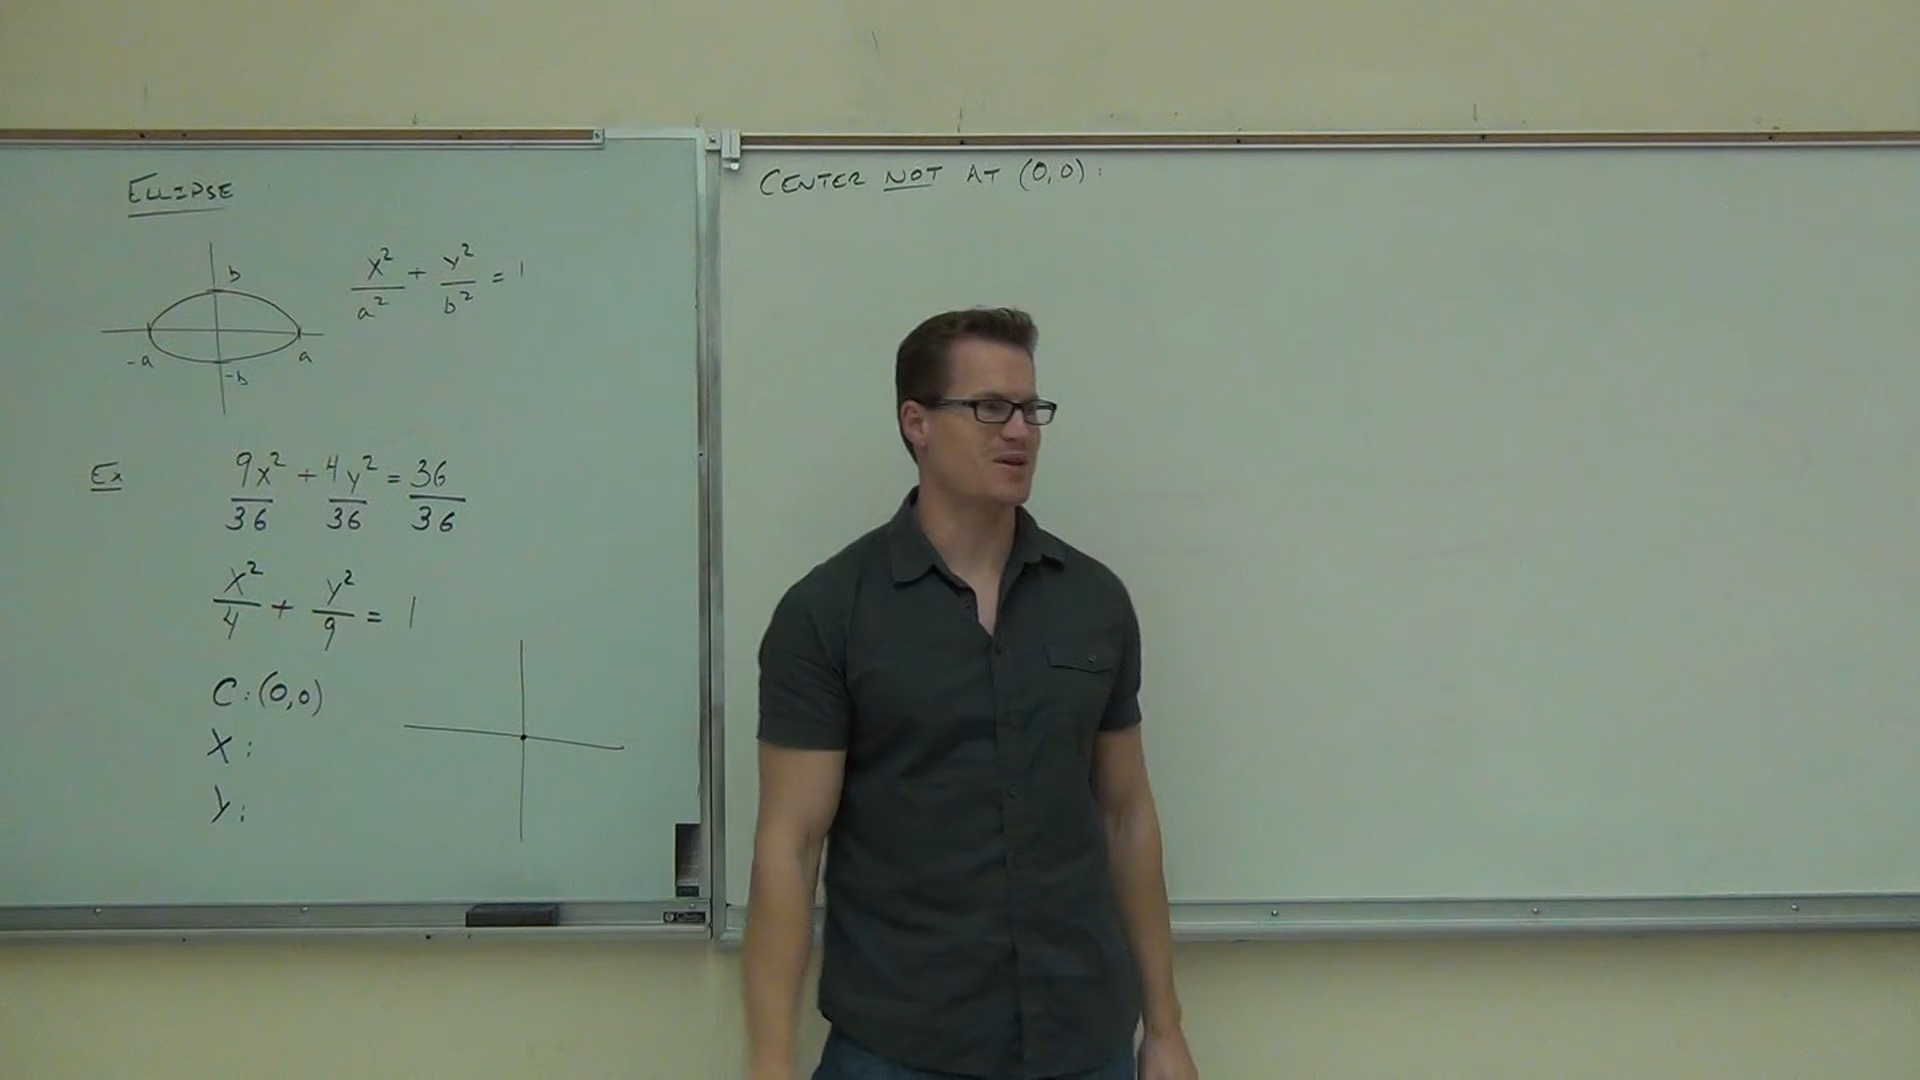 ELLIPSE
b
-a
a
-b
x²/a² + y²/b² = 1
Ex
9x²/36 + 4y²/36 = 36/36
x²/4 + y²/9 = 1
C: (0,0)
X:
Y:
CENTER NOT AT (0,0):